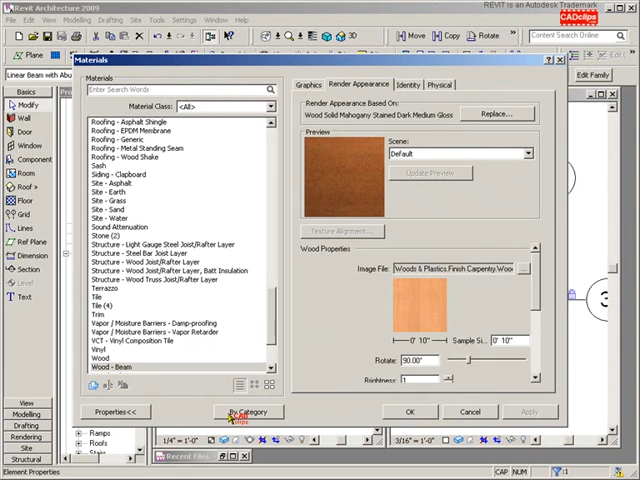 Revit Architecture 2009
REVIT is an Autodesk Trademark
CADclips
File Edit View Modelling Drafting Site Tools Settings Window Help
3D
Move Copy Rotate
Content Search Online
Plane
Edit
Linear Beam with Abu
Edit Family
Basics
Modify
Wall
Door
Window
Component
Room
Roof »
Floor
Grid
Lines
Ref Plane
Dimension
Section
Level
Text
View
Modelling
Drafting
Rendering
Site
Structural
Materials
Materials
Enter Search Words
Material Class: <All>
Roofing - Asphalt Shingle
Roofing - EPDM Membrane
Roofing - Generic
Roofing - Metal Standing Seam
Roofing - Wood Shake
Sash
Siding - Clapboard
Site - Asphalt
Site - Earth
Site - Grass
Site - Sand
Site - Water
Sound Attenuation
Stone (2)
Structure - Light Gauge Steel Joist/Rafter Layer
Structure - Steel Bar Joist Layer
Structure - Wood Joist/Rafter Layer
Structure - Wood Joist/Rafter Layer, Batt Insulation
Structure - Wood Truss Joist/Rafter Layer
Terrazzo
Tile
Tile (4)
Trim
Vapor / Moisture Barriers - Damp-proofing
Vapor / Moisture Barriers - Vapor Retarder
VCT - Vinyl Composition Tile
Vinyl
Wood
Wood - Beam
Properties<<
By Category
CAD
clips
Graphics Render Appearance Identity Physical
Render Appearance Based On:
Wood Solid Mahogany Stained Dark Medium Gloss
Replace...
Preview
Scene:
Default
Update Preview
Texture Alignment...
Wood Properties
Image File: Woods & Plastics.Finish Carpentry.Woo
...
0' 10"
Sample Si... 0' 10"
Rotate: 90.00°
Brightness: 1
OK Cancel Apply
3
Ramps
Roofs
Stairs
1/4" = 1'-0"
3/16" = 1'-0"
Recent Files
Element Properties
CAP NUM :1